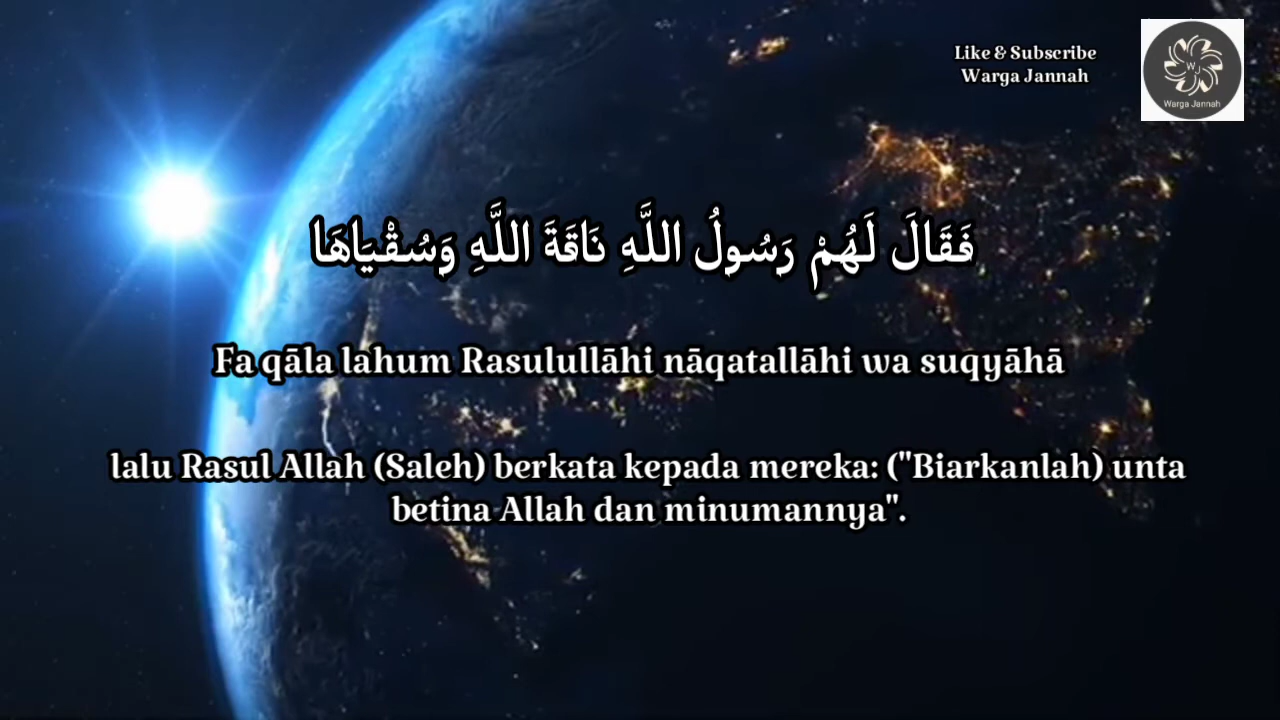 Like & Subscribe
Warga Jannah
WJ
Warga Jannah
فَقَالَ لَهُمْ رَسُولُ اللَّهِ نَاقَةَ اللَّهِ وَسُقْيَاهَا
Fa qāla lahum Rasulullāhi nāqatallāhi wa suqyāhā
lalu Rasul Allah (Saleh) berkata kepada mereka: ("Biarkanlah) unta
betina Allah dan minumannya".